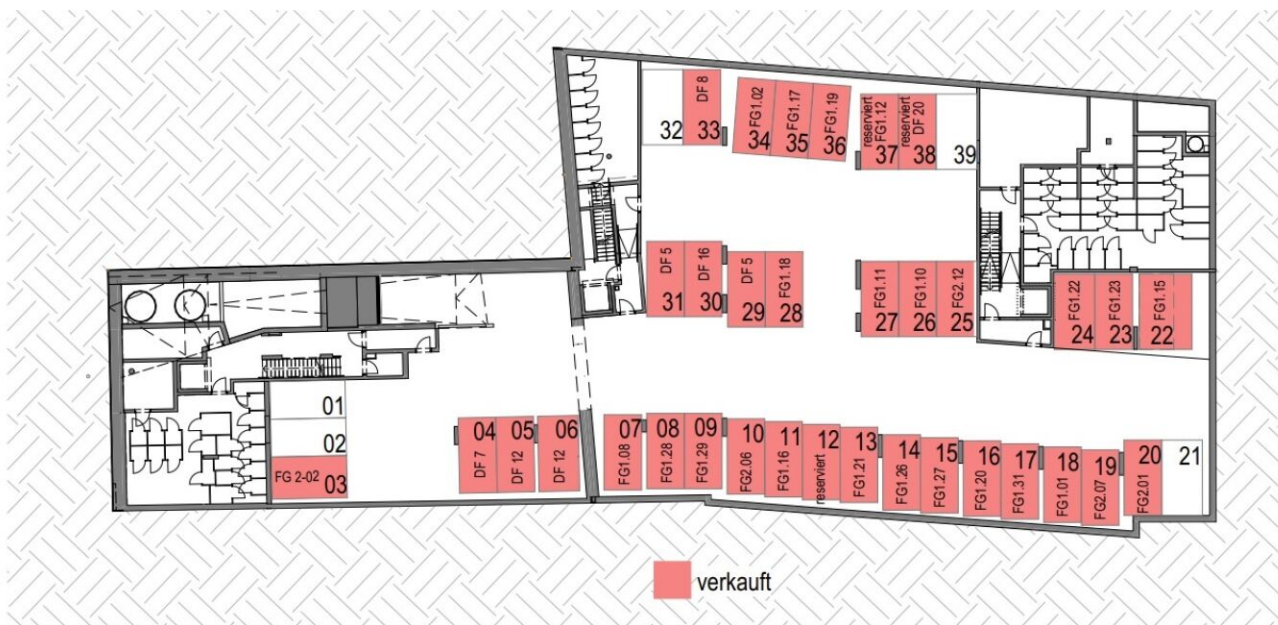 32
DF 8
33
FG1.02
34
FG1.17
35
FG1.19
36
reserviert
FG1.12
37
reserviert
DF 20
38
39
DF 5
31
DF 16
30
DF 5
29
FG1.18
28
FG1.11
27
FG1.10
26
FG2.12
25
FG1.22
24
FG1.23
23
FG1.15
22
01
02
FG 2-02 03
04
DF 7
05
DF 12
06
DF 12
07
FG1.08
08
FG1.28
09
FG1.29
10
FG2.06
11
FG1.16
12
reserviert
13
FG1.21
14
FG1.26
15
FG1.27
16
FG1.20
17
FG1.31
18
FG1.01
19
FG2.07
20
FG2.01
21
verkauft